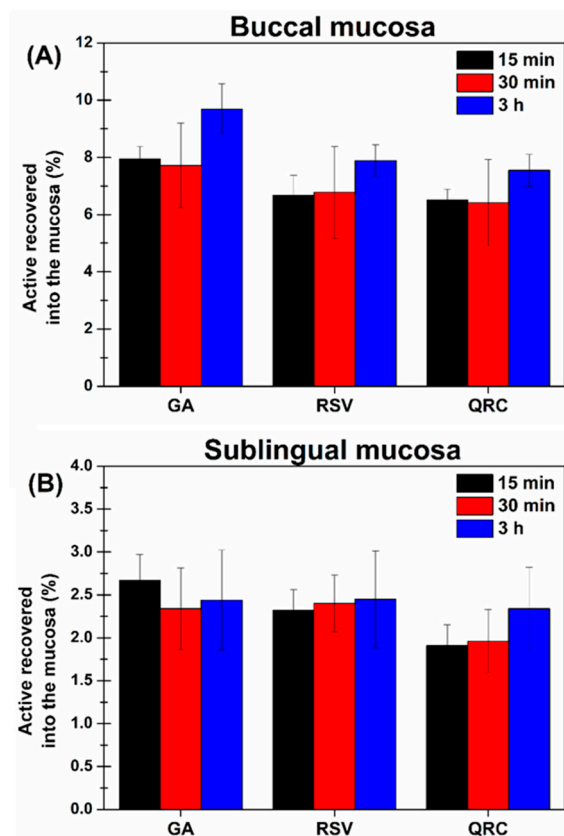 Buccal mucosa
(A)
15 min
30 min
3 h
12
10
8
6
4
2
0
Active recovered
into the mucosa (%)
GA RSV QRC
Sublingual mucosa
(B)
15 min
30 min
3 h
4.0
3.5
3.0
2.5
2.0
1.5
1.0
0.5
0.0
Active recovered
into the mucosa (%)
GA RSV QRC